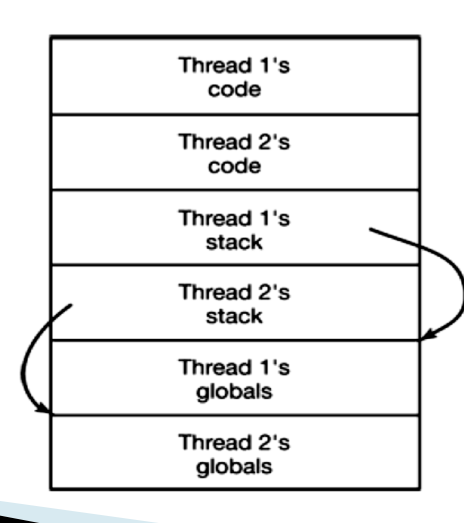 Thread 1's
code
Thread 2's
code
Thread 1's
stack
Thread 2's
stack
Thread 1's
globals
Thread 2's
globals